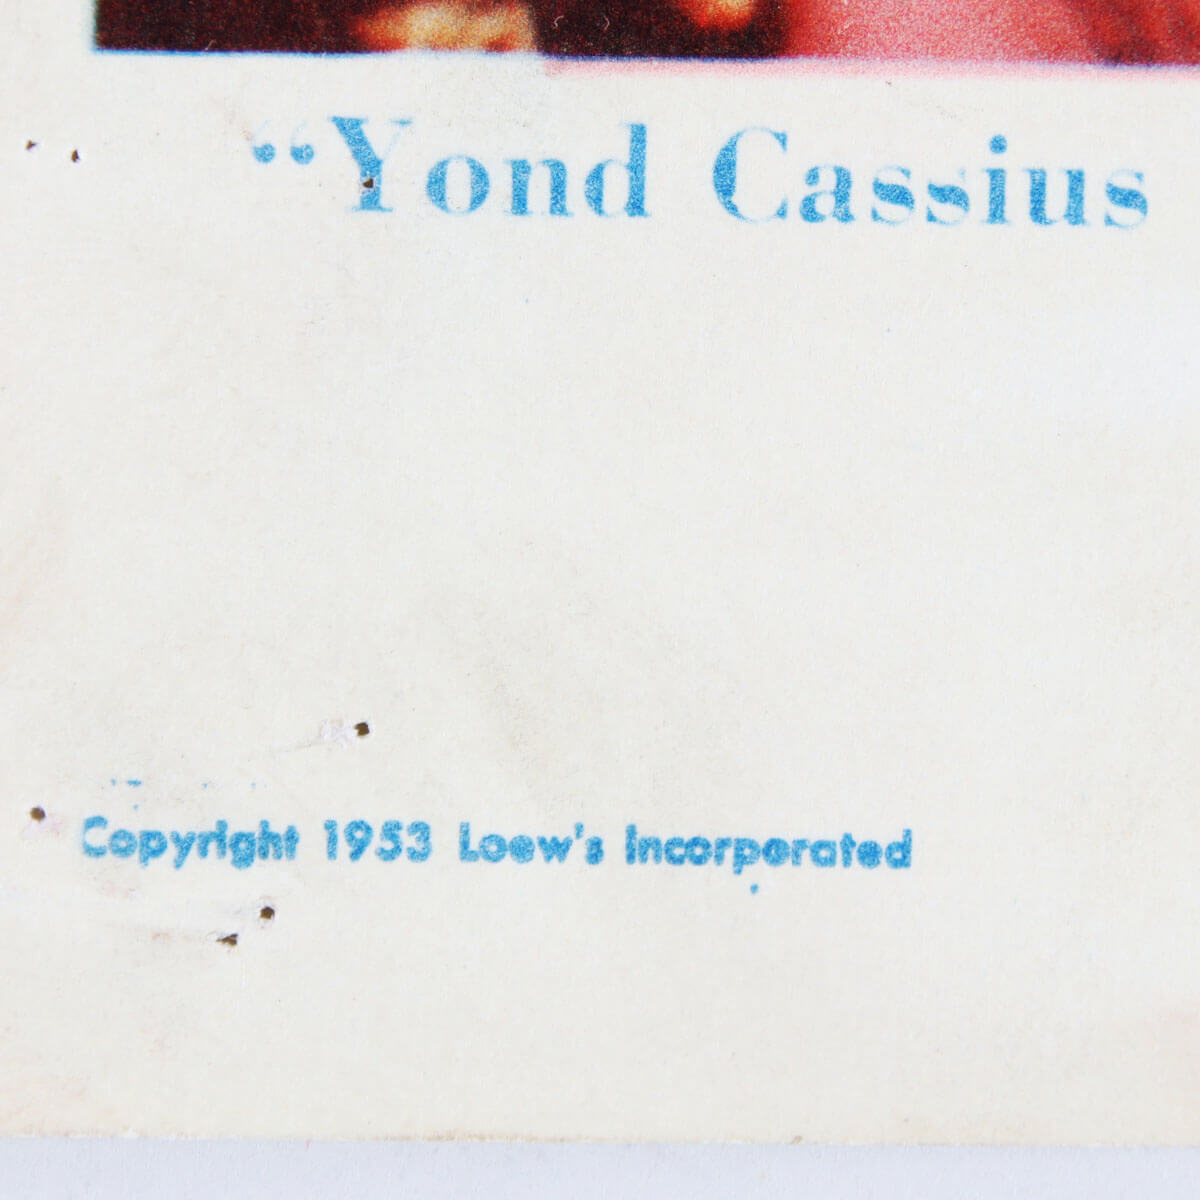 “Yond Cassius
Copyright 1953 Loew's Incorporated